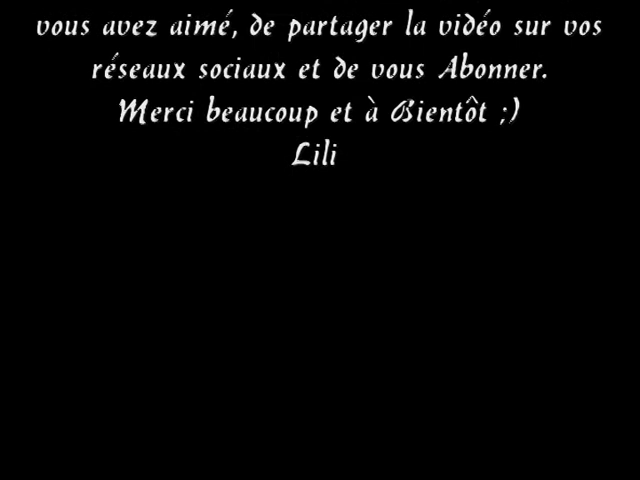 vous avez aimé, de partager la vidéo sur vos
réseaux sociaux et de vous Abonner.
Merci beaucoup et à Bientôt ;)
Lili